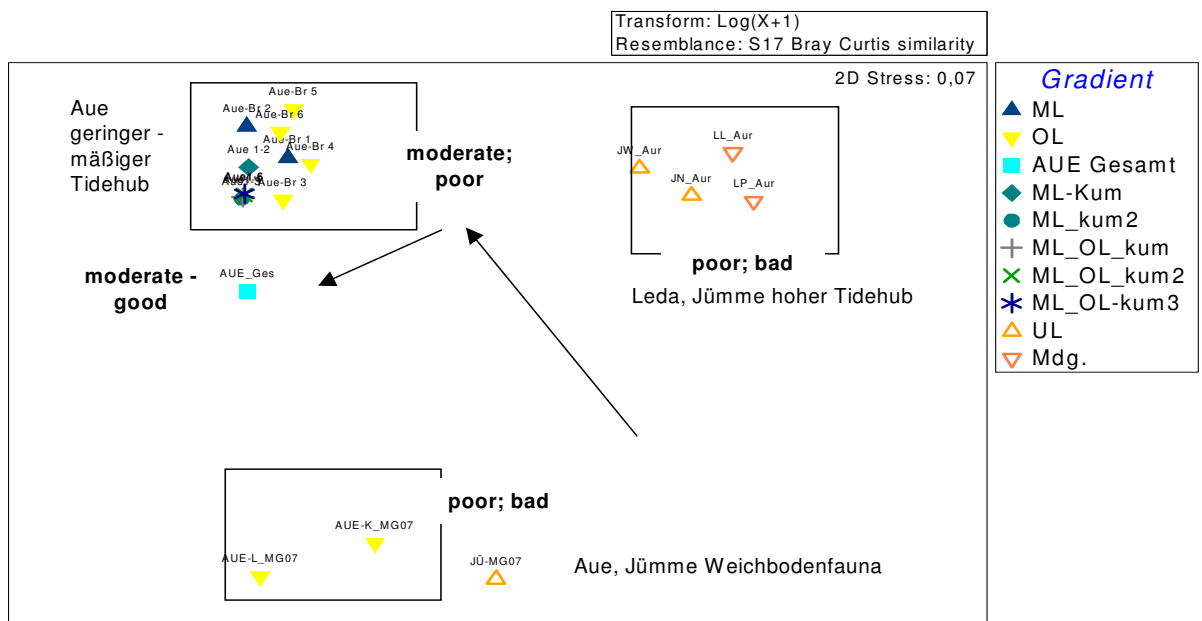 Transform: Log(X+1)
Resemblance: S17 Bray Curtis similarity
2D Stress: 0,07
Aue
geringer -
mäßiger
Tidehub
Aue-Br 5
Aue-Br 2
Aue-Br 6
Aue-Br 1
Aue-Br 4
Aue 1-2
Aue-Br 3
moderate;
poor
JW_Aur
LL_Aur
JN_Aur
LP_Aur
poor; bad
Leda, Jümme hoher Tidehub
moderate -
good
AUE_Ges
poor; bad
AUE-K_MG07
AUE-L_MG07
JÜ-MG07
Aue, Jümme Weichbodenfauna
Gradient
ML
OL
AUE Gesamt
ML-Kum
ML_kum2
ML_OL_kum
ML_OL_kum2
ML_OL-kum3
UL
Mdg.